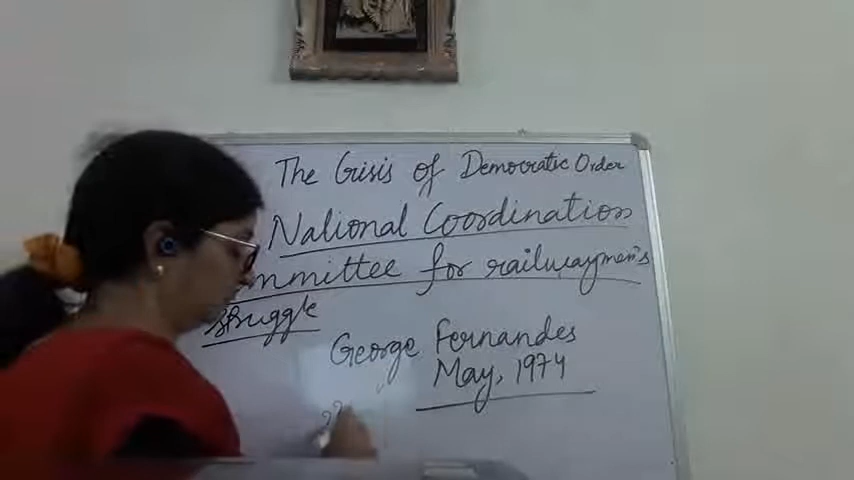 The Crisis of Democratic Order
National Coordination
mmittee for railwaymen's
struggle
George Fernandes
May, 1974